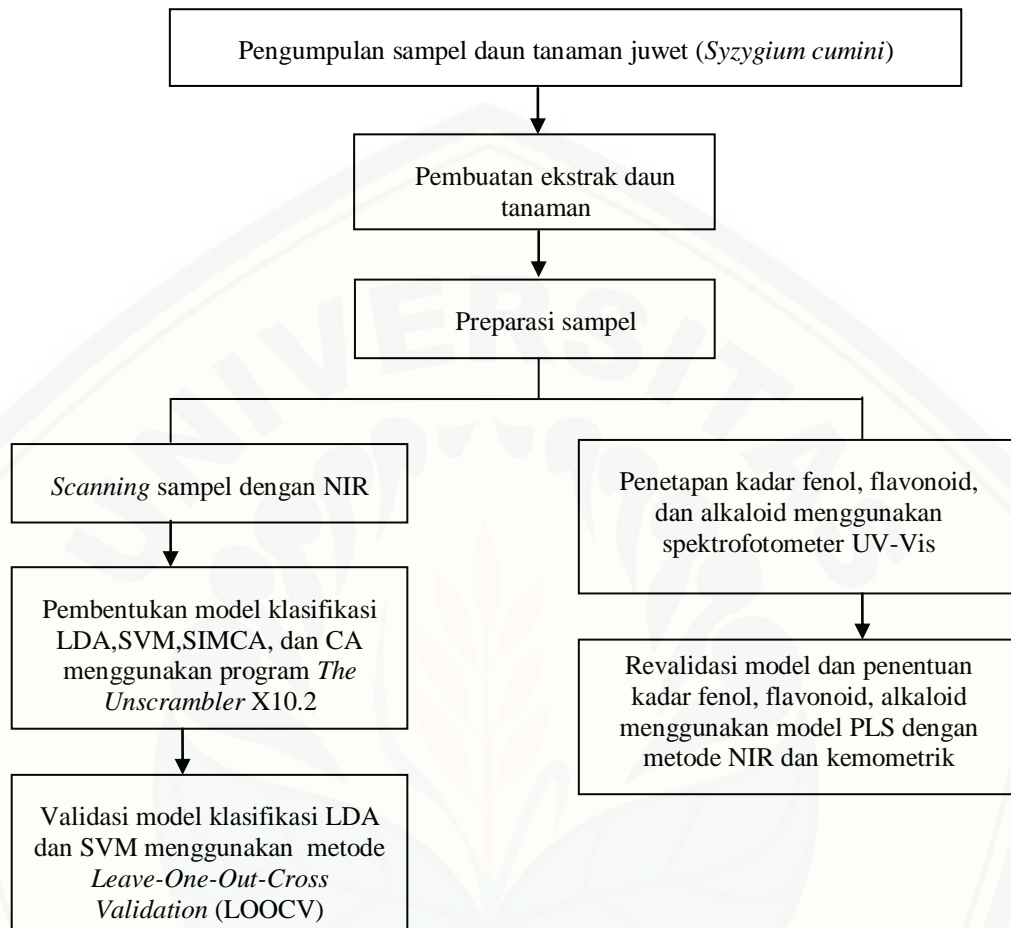 Pengumpulan sampel daun tanaman juwet (Syzygium cumini)
Pembuatan ekstrak daun
tanaman
Preparasi sampel
Scanning sampel dengan NIR
Pembentukan model klasifikasi
LDA,SVM,SIMCA, dan CA
menggunakan program The
Unscrambler X10.2
Validasi model klasifikasi LDA
dan SVM menggunakan metode
Leave-One-Out-Cross
Validation (LOOCV)
Penetapan kadar fenol, flavonoid,
dan alkaloid menggunakan
spektrofotometer UV-Vis
Revalidasi model dan penentuan
kadar fenol, flavonoid, alkaloid
menggunakan model PLS dengan
metode NIR dan kemometrik
UNIVERSITAS